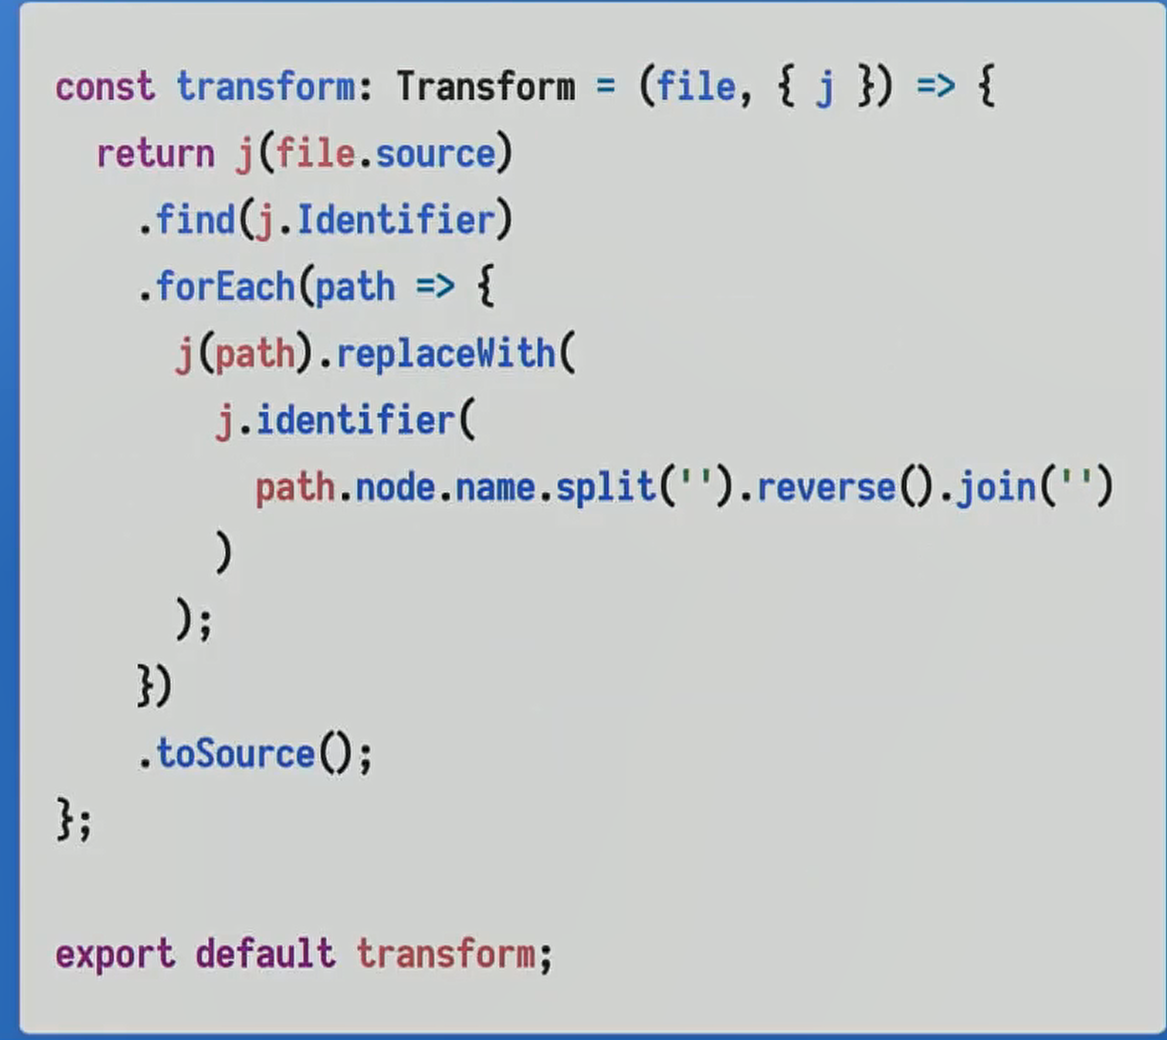 const transform: Transform = (file, { j }) => {
  return j(file.source)
    .find(j.Identifier)
    .forEach(path => {
      j(path).replaceWith(
        j.identifier(
          path.node.name.split('').reverse().join('')
        )
      );
    })
    .toSource();
};

export default transform;